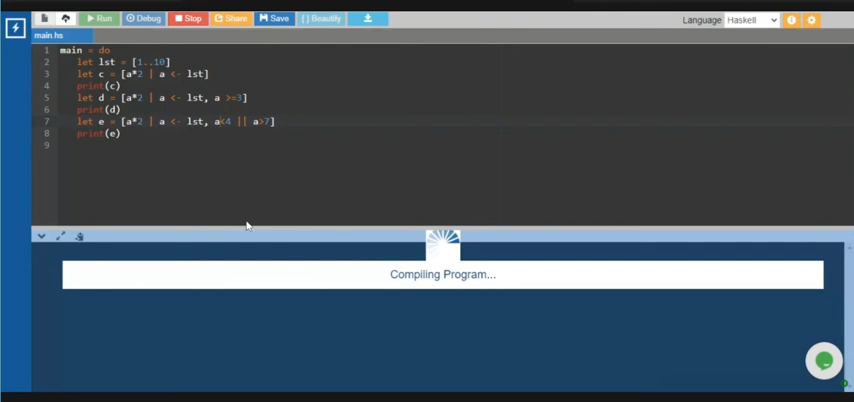 Run Debug Stop Share Save { } Beautify Language Haskell
main.hs
1 main = do
2 let lst = [1..10]
3 let c = [a*2 | a <- lst]
4 print(c)
5 let d = [a*2 | a <- lst, a >=3]
6 print(d)
7 let e = [a*2 | a <- lst, a<4 || a>7]
8 print(e)
9
Compiling Program...